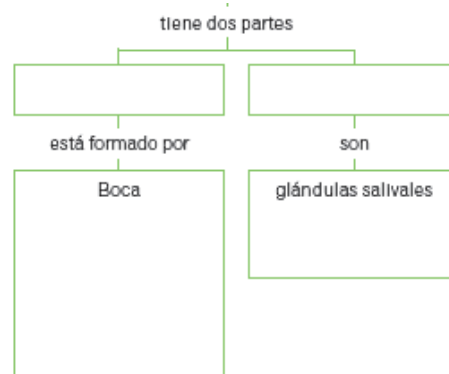 tiene dos partes
está formado por
son
Boca
glándulas salivales